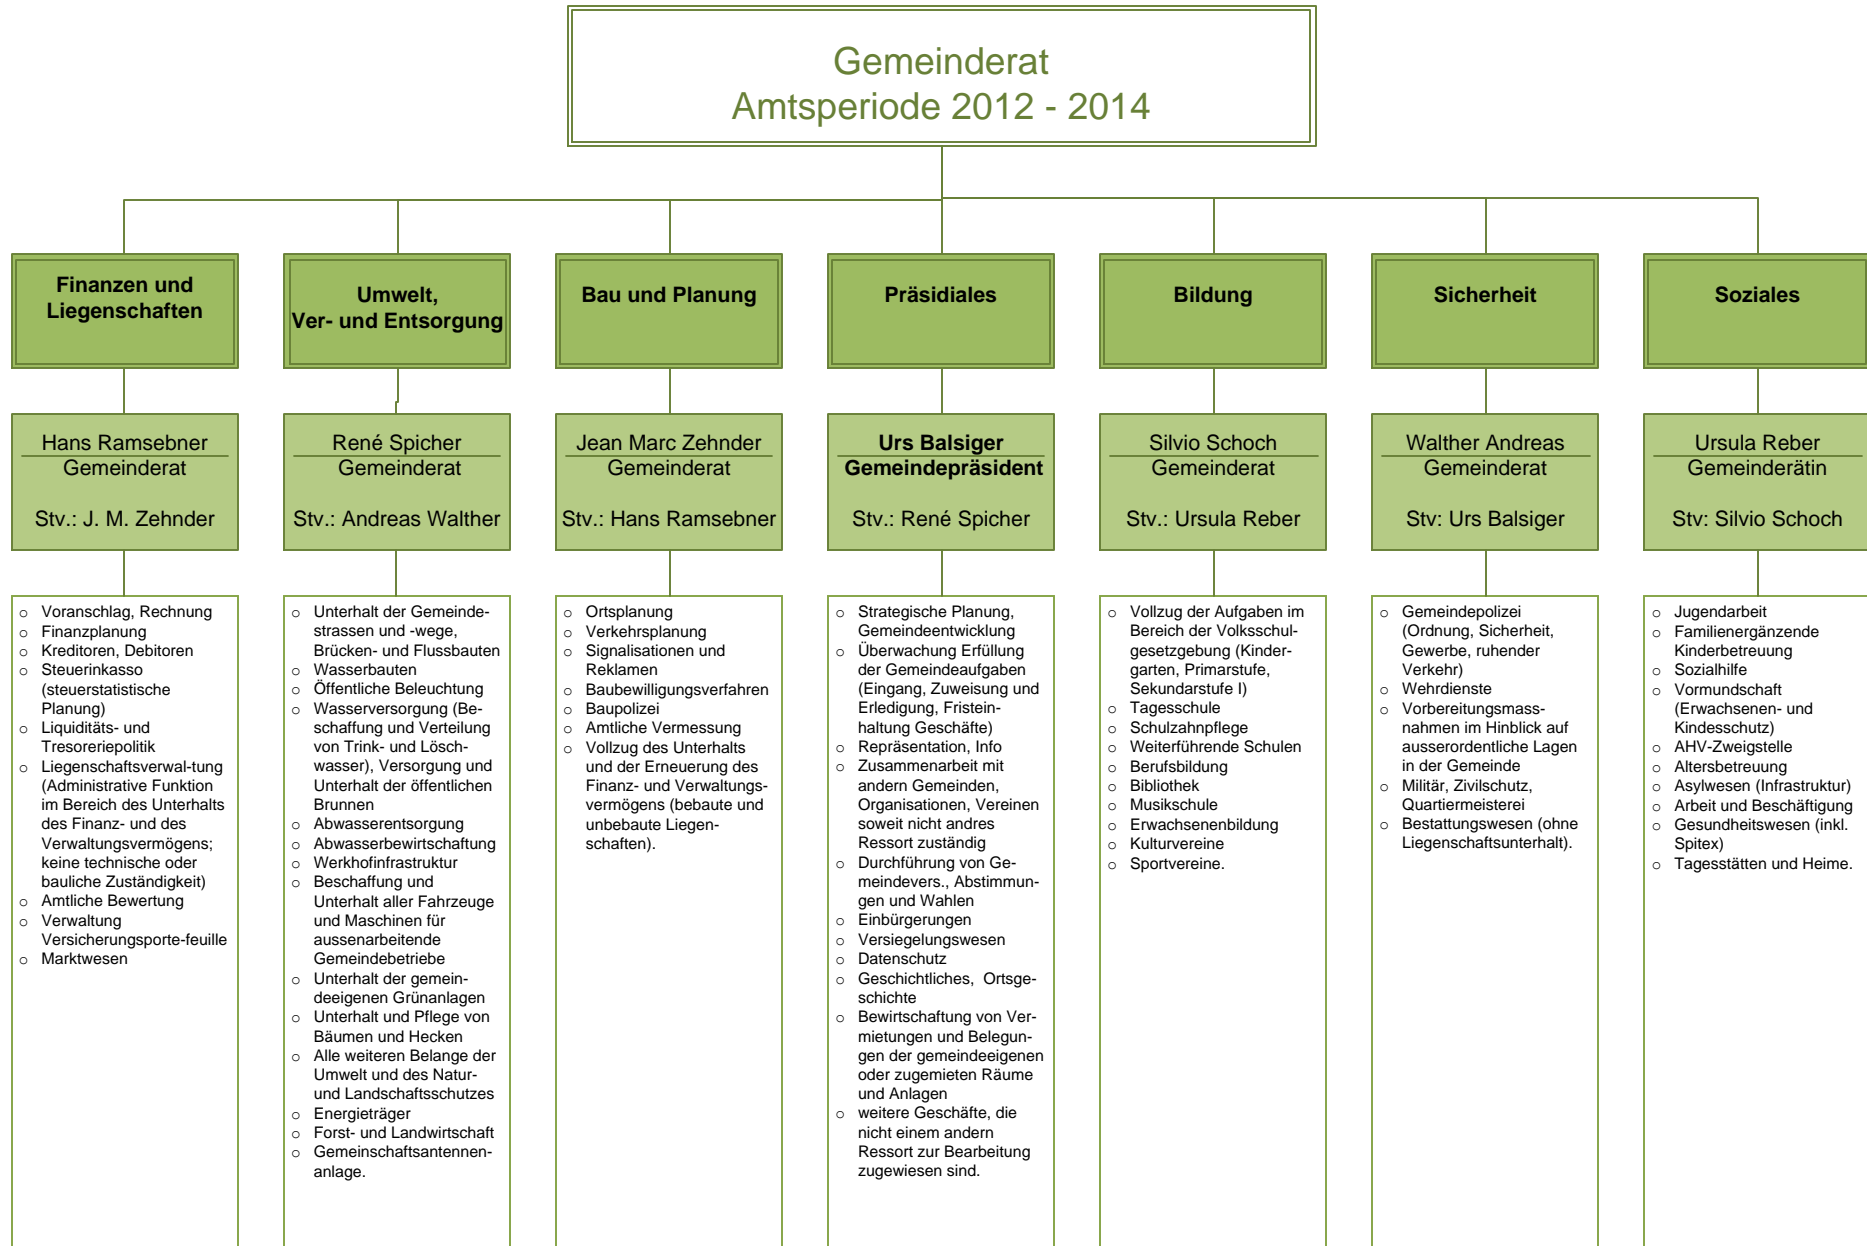 Gemeinderat
Amtsperiode 2012 - 2014
Finanzen und
Liegenschaften
Hans Ramsebner
Gemeinderat
Stv.: J. M. Zehnder
o Voranschlag, Rechnung
o Finanzplanung
o Kreditoren, Debitoren
o Steuerinkasso
(steuerstatistische
Planung)
o Liquiditäts- und
Tresoreriepolitik
o Liegenschaftsverwal-tung
(Administrative Funktion
im Bereich des Unterhalts
des Finanz- und des
Verwaltungsvermögens;
keine technische oder
bauliche Zuständigkeit)
o Amtliche Bewertung
o Verwaltung
Versicherungsporte-feuille
o Marktwesen
Umwelt,
Ver- und Entsorgung
René Spicher
Gemeinderat
Stv.: Andreas Walther
o Unterhalt der Gemeinde-
strassen und -wege,
Brücken- und Flussbauten
o Wasserbauten
o Öffentliche Beleuchtung
o Wasserversorgung (Be-
schaffung und Verteilung
von Trink- und Lösch-
wasser), Versorgung und
Unterhalt der öffentlichen
Brunnen
o Abwasserentsorgung
o Abwasserbewirtschaftung
o Werkhofinfrastruktur
o Beschaffung und
Unterhalt aller Fahrzeuge
und Maschinen für
aussenarbeitende
Gemeindebetriebe
o Unterhalt der gemein-
deeigenen Grünanlagen
o Unterhalt und Pflege von
Bäumen und Hecken
o Alle weiteren Belange der
Umwelt und des Natur-
und Landschaftsschutzes
o Energieträger
o Forst- und Landwirtschaft
o Gemeinschaftsantennen-
anlage.
Bau und Planung
Jean Marc Zehnder
Gemeinderat
Stv.: Hans Ramsebner
o Ortsplanung
o Verkehrsplanung
o Signalisationen und
Reklamen
o Baubewilligungsverfahren
o Baupolizei
o Amtliche Vermessung
o Vollzug des Unterhalts
und der Erneuerung des
Finanz- und Verwaltungs-
vermögens (bebaute und
unbebaute Liegen-
schaften).
Präsidiales
Urs Balsiger
Gemeindepräsident
Stv.: René Spicher
o Strategische Planung,
Gemeindeentwicklung
o Überwachung Erfüllung
der Gemeindeaufgaben
(Eingang, Zuweisung und
Erledigung, Fristein-
haltung Geschäfte)
o Repräsentation, Info
o Zusammenarbeit mit
andern Gemeinden,
Organisationen, Vereinen
soweit nicht andres
Ressort zuständig
o Durchführung von Ge-
meindevers., Abstimmun-
gen und Wahlen
o Einbürgerungen
o Versiegelungswesen
o Datenschutz
o Geschichtliches, Ortsge-
schichte
o Bewirtschaftung von Ver-
mietungen und Belegun-
gen der gemeindeeigenen
oder zugemieten Räume
und Anlagen
o weitere Geschäfte, die
nicht einem andern
Ressort zur Bearbeitung
zugewiesen sind.
Bildung
Silvio Schoch
Gemeinderat
Stv.: Ursula Reber
o Vollzug der Aufgaben im
Bereich der Volksschul-
gesetzgebung (Kinder-
garten, Primarstufe,
Sekundarstufe I)
o Tagesschule
o Schulzahnpflege
o Weiterführende Schulen
o Berufsbildung
o Bibliothek
o Musikschule
o Erwachsenenbildung
o Kulturvereine
o Sportvereine.
Sicherheit
Walther Andreas
Gemeinderat
Stv: Urs Balsiger
o Gemeindepolizei
(Ordnung, Sicherheit,
Gewerbe, ruhender
Verkehr)
o Wehrdienste
o Vorbereitungsmass-
nahmen im Hinblick auf
ausserordentliche Lagen
in der Gemeinde
o Militär, Zivilschutz,
Quartiermeisterei
o Bestattungswesen (ohne
Liegenschaftsunterhalt).
Soziales
Ursula Reber
Gemeinderätin
Stv: Silvio Schoch
o Jugendarbeit
o Familienergänzende
Kinderbetreuung
o Sozialhilfe
o Vormundschaft
(Erwachsenen- und
Kindesschutz)
o AHV-Zweigstelle
o Altersbetreuung
o Asylwesen (Infrastruktur)
o Arbeit und Beschäftigung
o Gesundheitswesen (inkl.
Spitex)
o Tagesstätten und Heime.